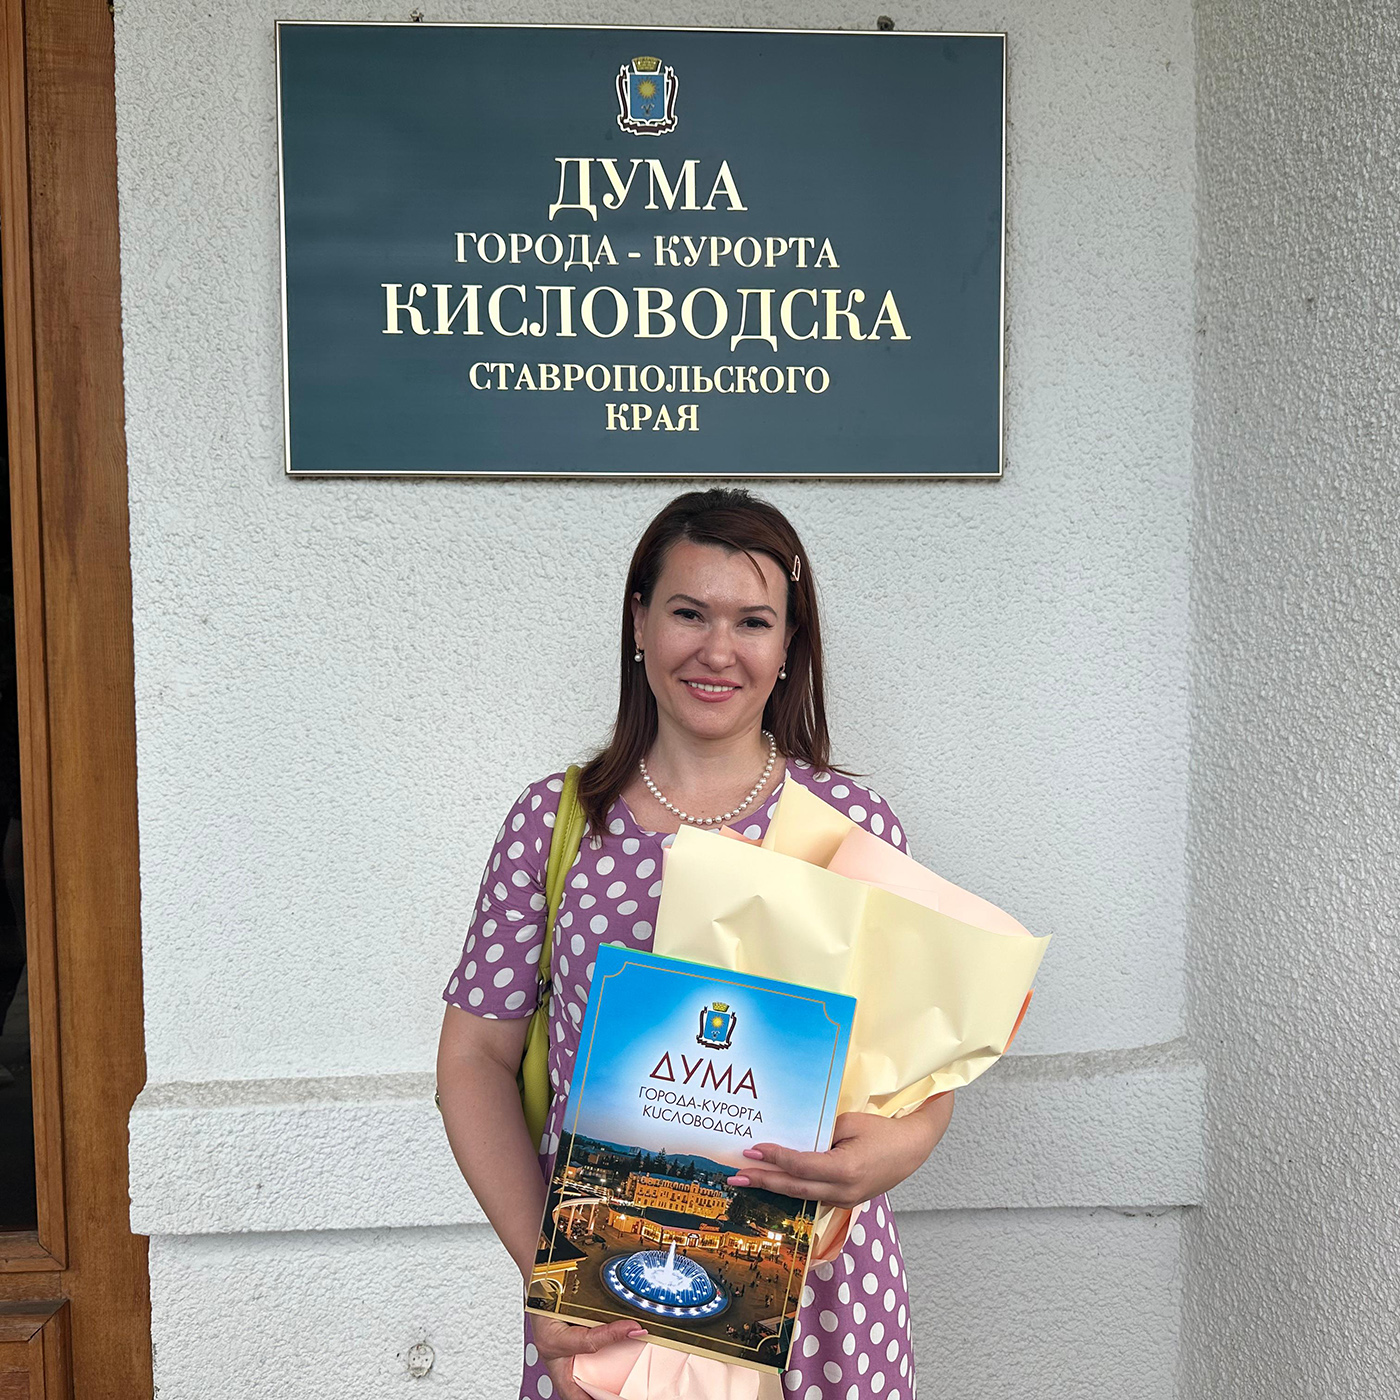 ДУМА
ГОРОДА - КУРОРТА
КИСЛОВОДСКА
СТАВРОПОЛЬСКОГО
КРАЯ
ДУМА
ГОРОДА-КУРОРТА
КИСЛОВОДСКА